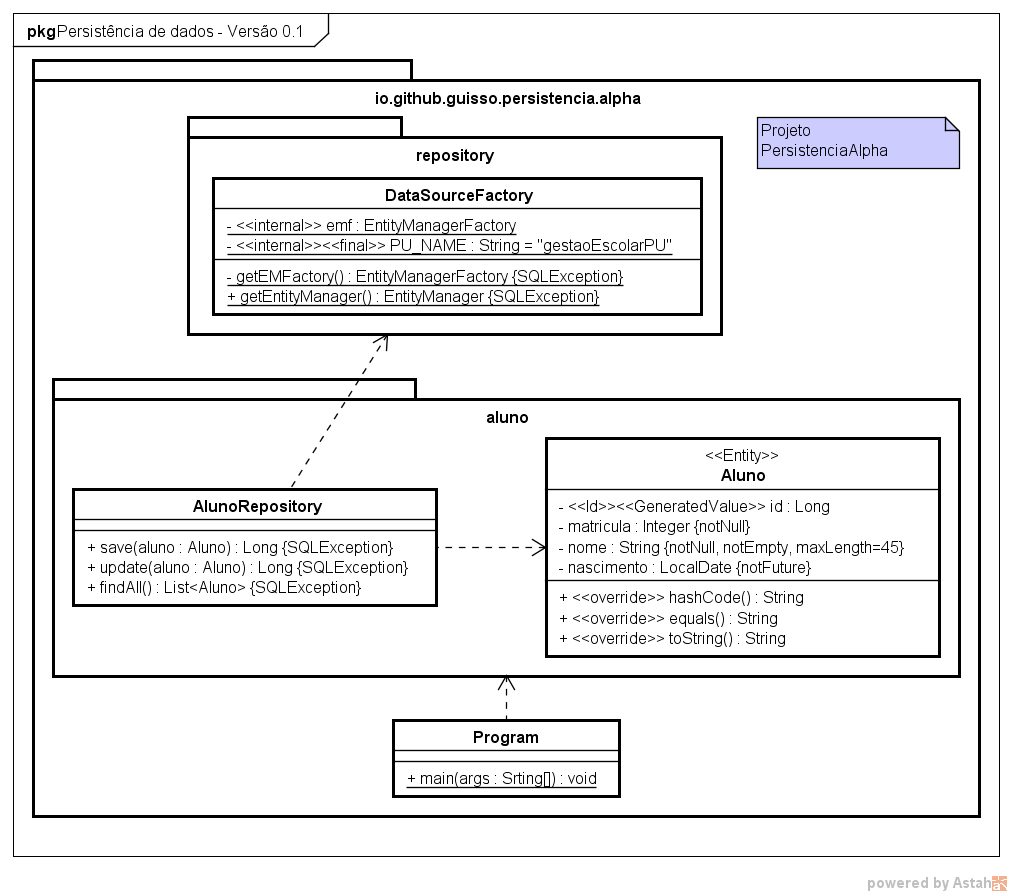 pkgPersistência de dados - Versão 0.1
io.github.guisso.persistencia.alpha
Projeto
PersistenciaAlpha
repository
DataSourceFactory
- <<internal>> emf : EntityManagerFactory
- <<internal>><<final>> PU_NAME : String = "gestaoEscolarPU"
- getEMFactory() : EntityManagerFactory {SQLException}
+ getEntityManager() : EntityManager {SQLException}
aluno
AlunoRepository
+ save(aluno : Aluno) : Long {SQLException}
+ update(aluno : Aluno) : Long {SQLException}
+ findAll() : List<Aluno> {SQLException}
<<Entity>>
Aluno
- <<Id>><<GeneratedValue>> id : Long
- matricula : Integer {notNull}
- nome : String {notNull, notEmpty, maxLength=45}
- nascimento : LocalDate {notFuture}
+ <<override>> hashCode() : String
+ <<override>> equals() : String
+ <<override>> toString() : String
Program
+ main(args : Srting[]) : void
powered by Astah